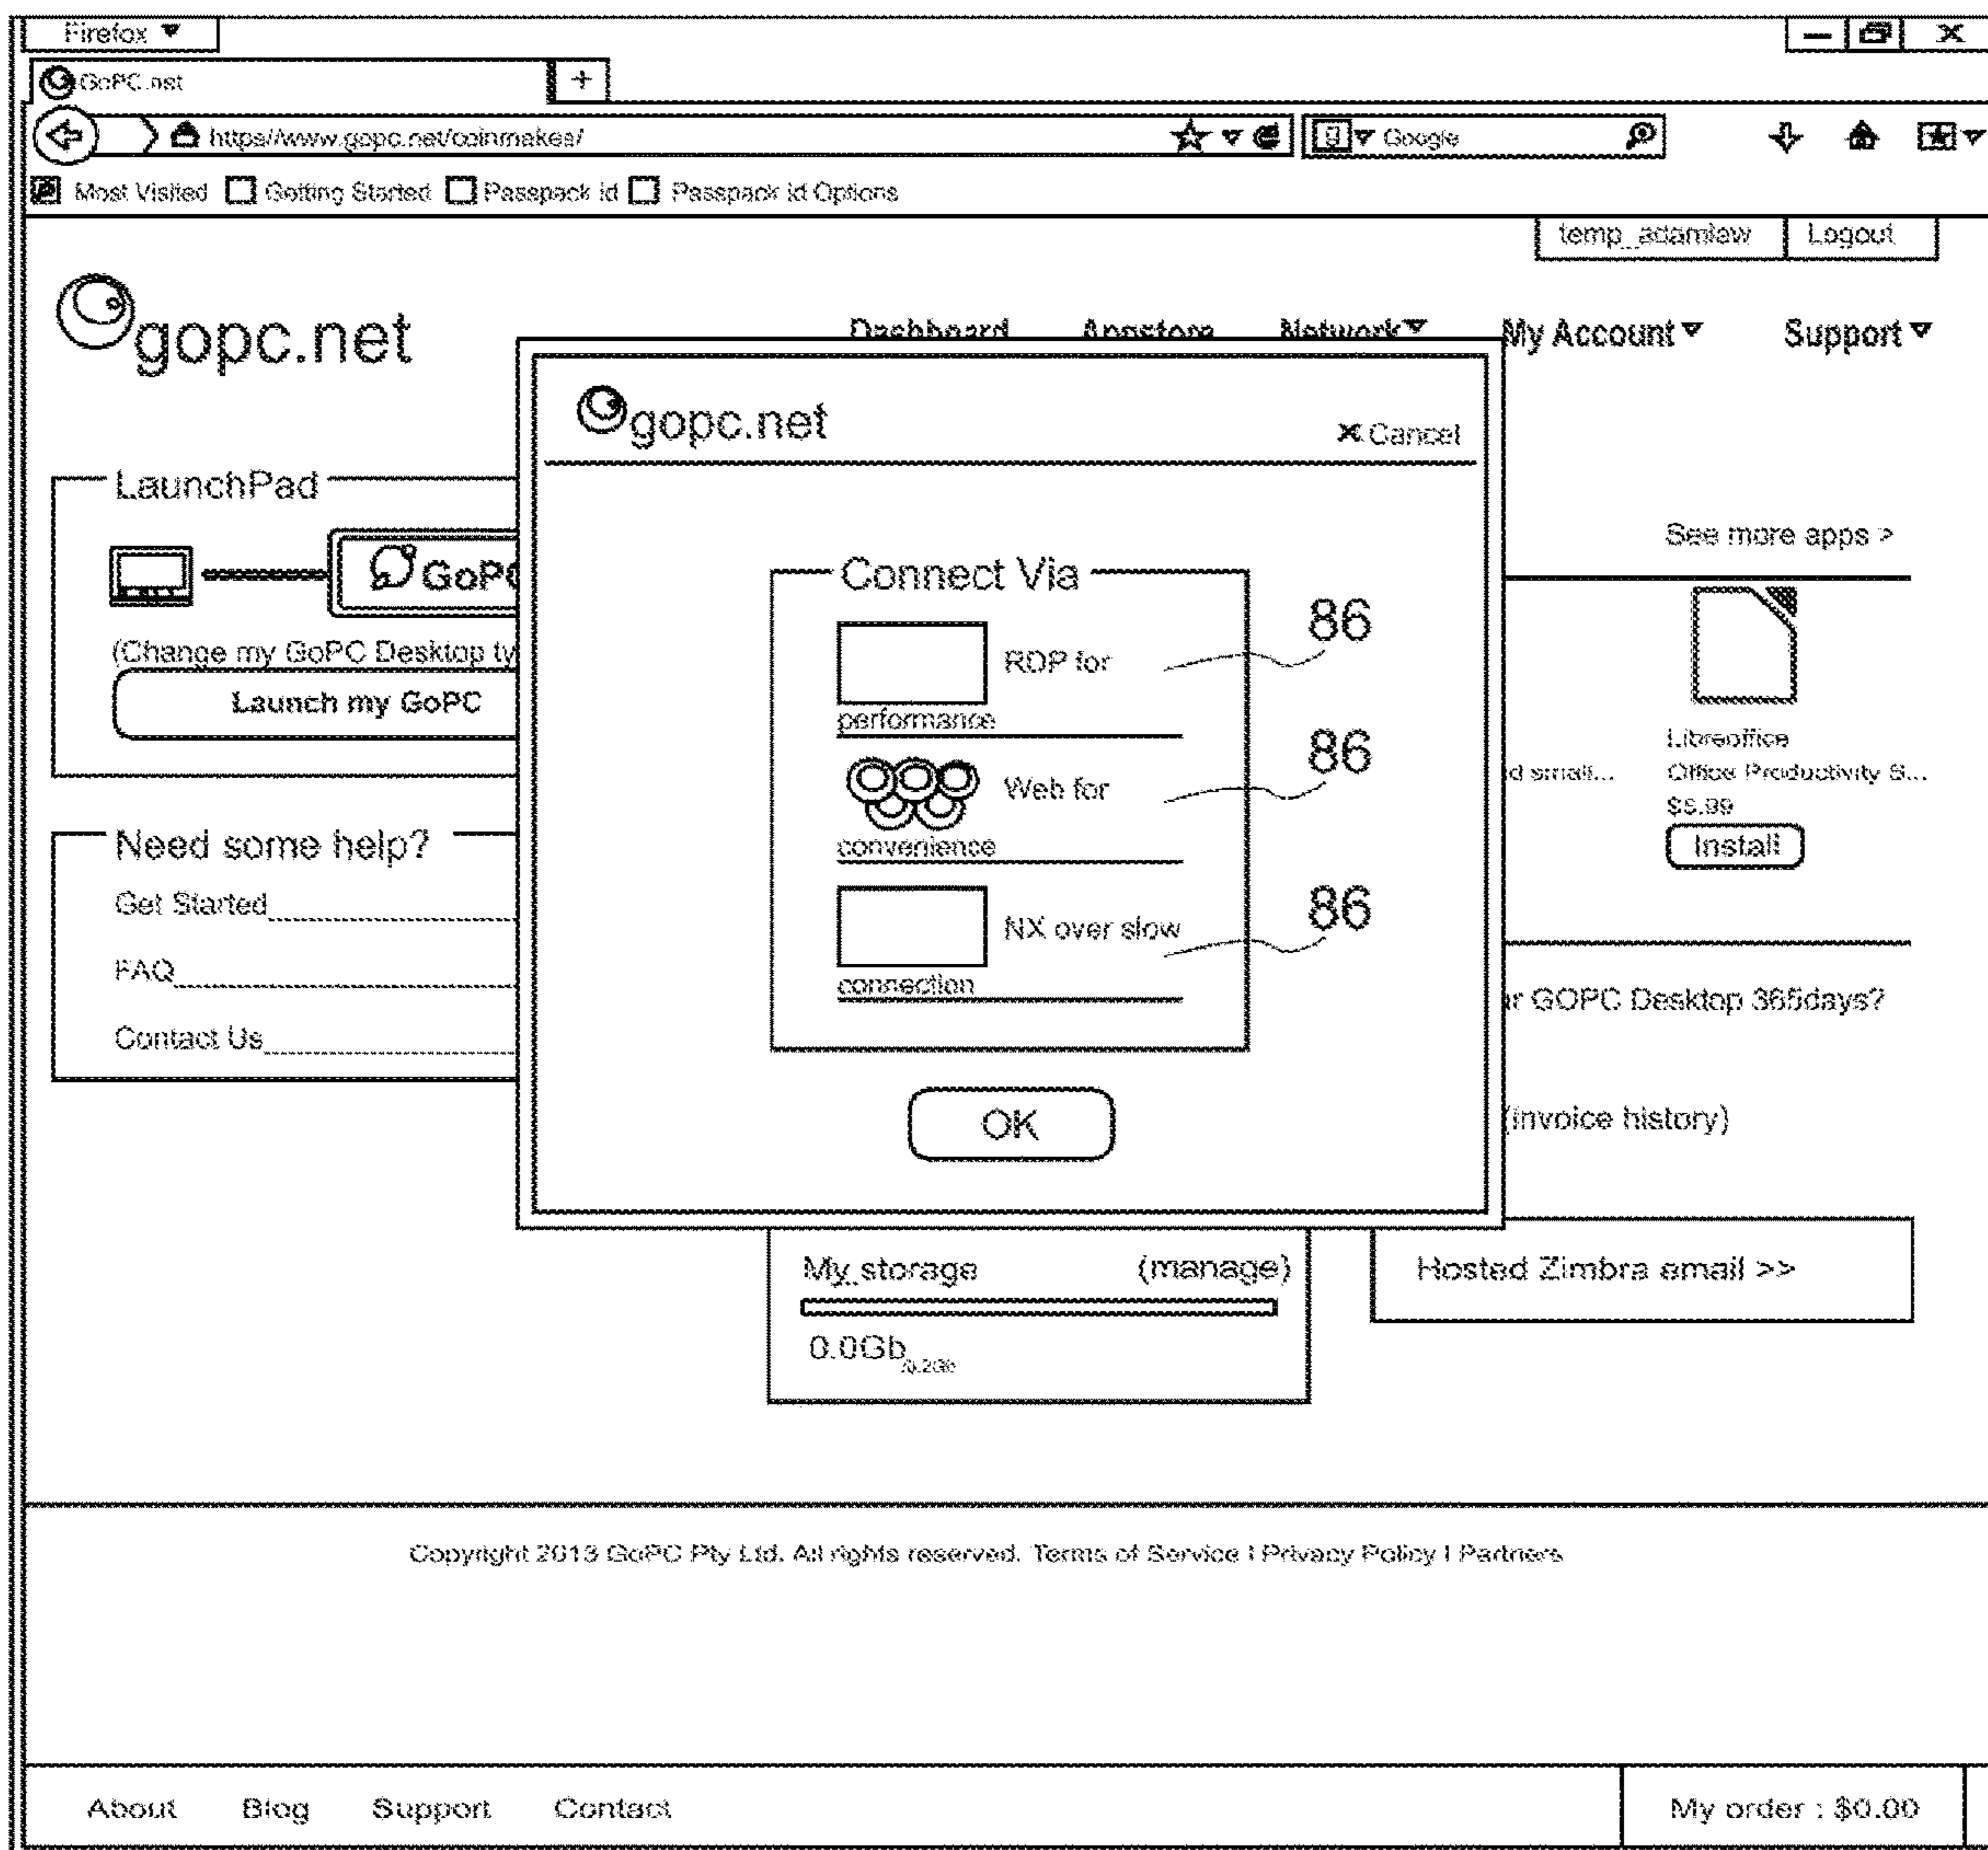 Firefox
GoPC.net
+
https//www.gopc.net/coinmakes/
g Google
Most Visited Getting Started Passpack id Passpack id Options
temp_adamlaw Logout
gopc.net
Dashboard Appstore Network My Account Support
gopc.net
× Cancel
LaunchPad
GoPC
(Change my GoPC Desktop ty
Launch my GoPC
See more apps >
Connect Via
RDP for
performance
86
Web for
convenience
86
NX over slow
connection
86
OK
Libreoffice
d small... Office Productivity S...
$5.99
Install
Need some help?
Get Started
FAQ
Contact Us
r GOPC Desktop 365days?
(invoice history)
My storage (manage)
0.0Gb
Hosted Zimbra email >>
Copyright 2013 GoPC Pty Ltd. All rights reserved. Terms of Service I Privacy Policy I Partners
About Blog Support Contact
My order : $0.00